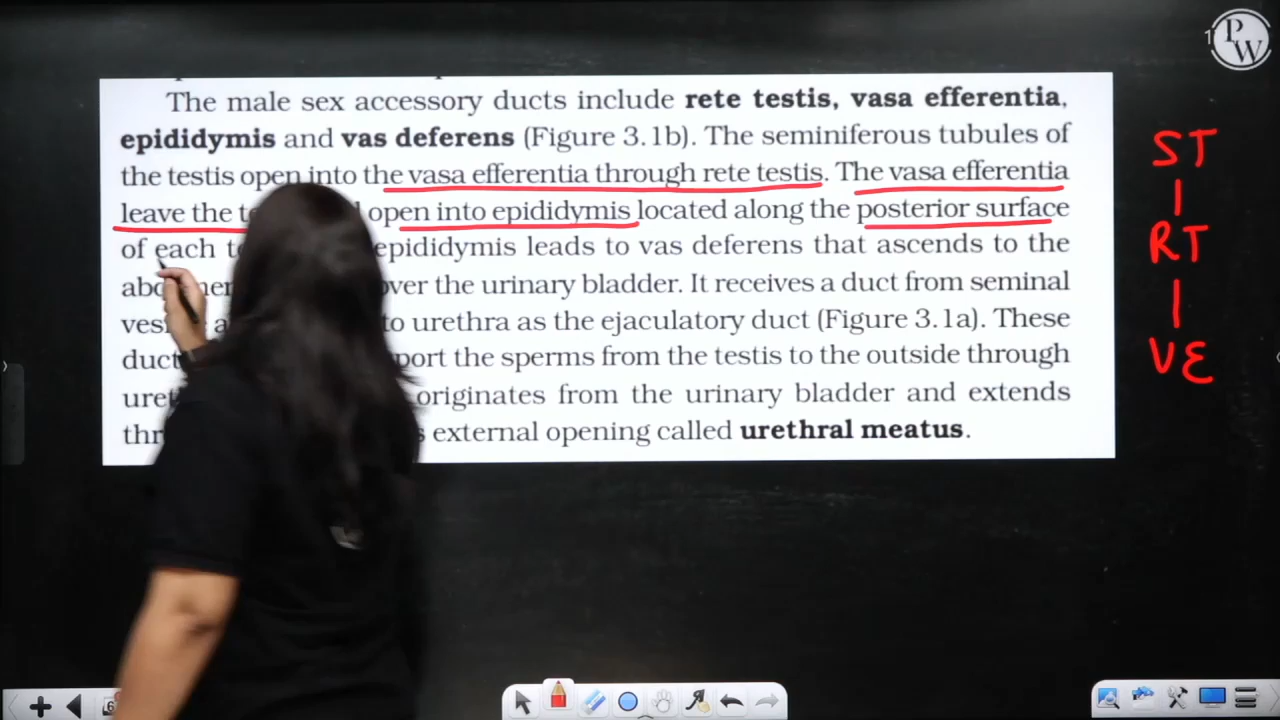 PW
The male sex accessory ducts include rete testis, vasa efferentia,
epididymis and vas deferens (Figure 3.1b). The seminiferous tubules of
the testis open into the vasa efferentia through rete testis. The vasa efferentia
leave the open into epididymis located along the posterior surface
of each epididymis leads to vas deferens that ascends to the
over the urinary bladder. It receives a duct from seminal
to urethra as the ejaculatory duct (Figure 3.1a). These
the sperms from the testis to the outside through
originates from the urinary bladder and extends
external opening called urethral meatus.
ST
RT
VE